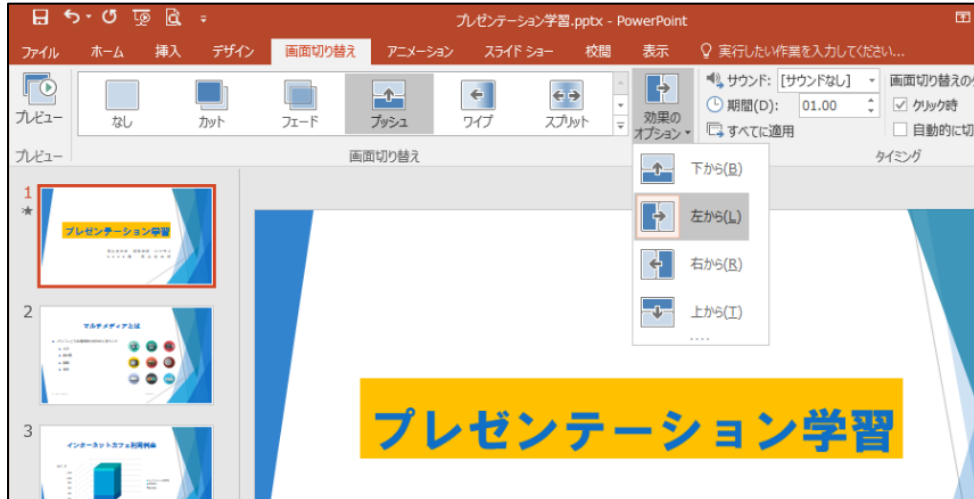 プレゼンテーション学習.pptx - PowerPoint
ファイル ホーム 挿入 デザイン 画面切り替え アニメーション スライド ショー 校閲 表示 実行したい作業を入力してください...
プレビュー
なし
カット
フェード
プッシュ
ワイプ
スプリット
効果の
オプション
サウンド: [サウンドなし]
期間(D): 01.00
すべてに適用
画面切り替えの
クリック時
自動的に切
プレビュー
画面切り替え
タイミング
下から(B)
左から(L)
右から(R)
上から(T)
1
プレゼンテーション学習
2
マルチメディアとは
3
インターネットカフェ利用料金
プレゼンテーション学習